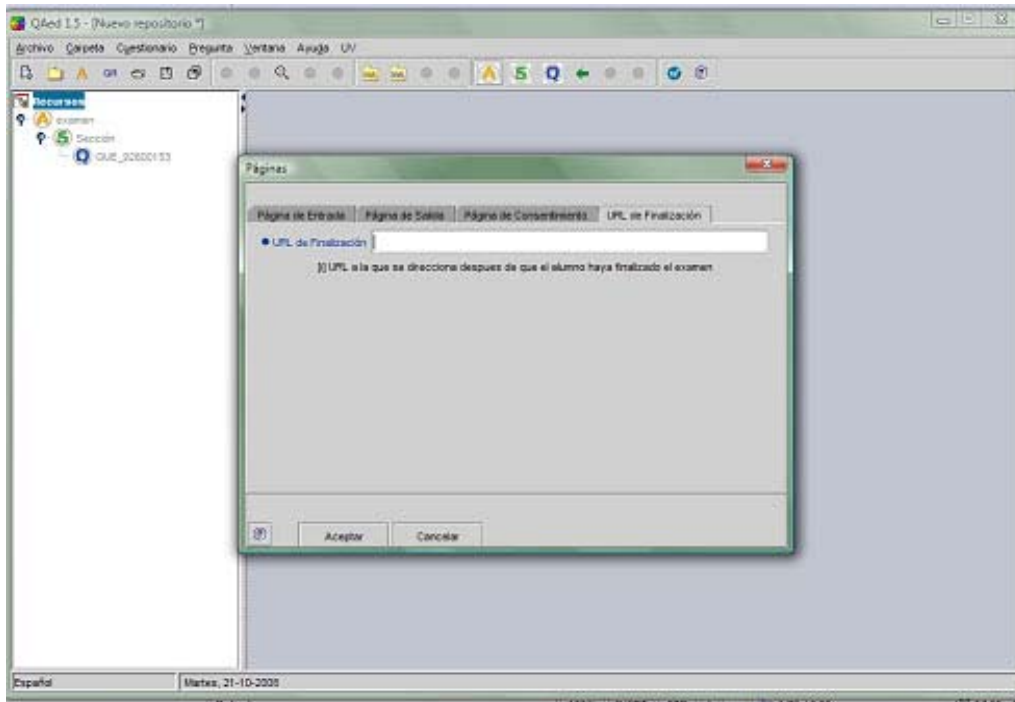 QAed 1.5 - [Nuevo repositorio *]
Archivo Carpeta Cuestionario Pregunta Ventana Ayuda UV
Recursos
examen
Sección
Páginas
Página de Entrada Página de Salida Página de Consentimiento URL de Finalización
URL de Finalización
[i] URL a la que se direcciona despues de que el alumno haya finalizado el examen
Aceptar Cancelar
Español Martes, 21-10-2008